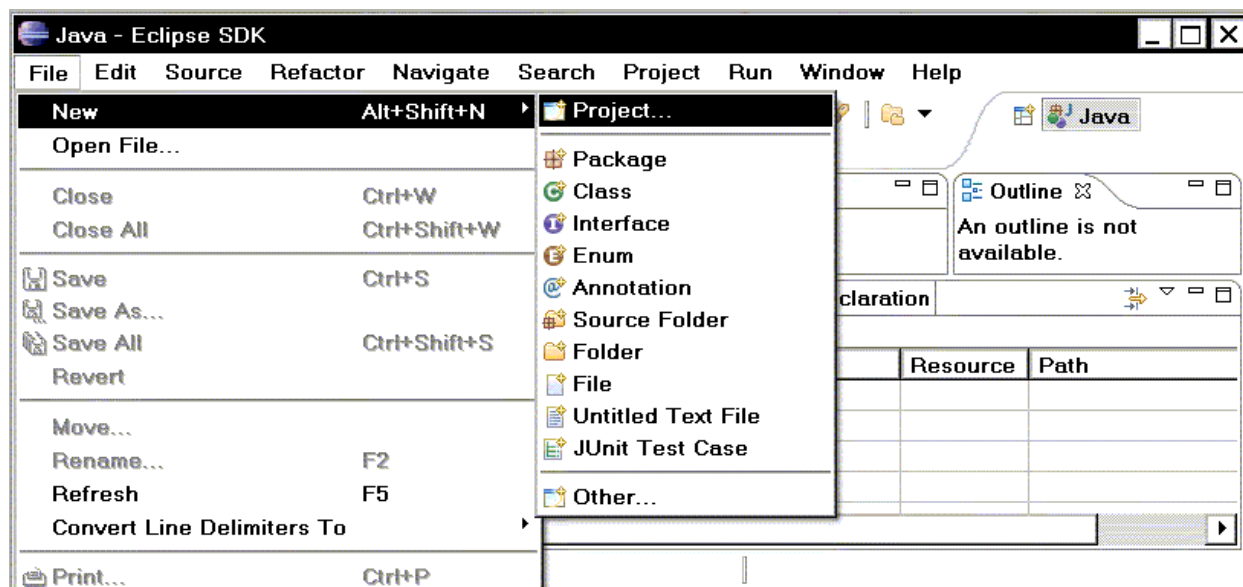 Java - Eclipse SDK
File Edit Source Refactor Navigate Search Project Run Window Help
New Alt+Shift+N
Open File...
Close Ctrl+W
Close All Ctrl+Shift+W
Save Ctrl+S
Save As...
Save All Ctrl+Shift+S
Revert
Move...
Rename... F2
Refresh F5
Convert Line Delimiters To
Print... Ctrl+P
Project...
Package
Class
Interface
Enum
Annotation
Source Folder
Folder
File
Untitled Text File
JUnit Test Case
Other...
Java
Outline
An outline is not
available.
claration
Resource Path